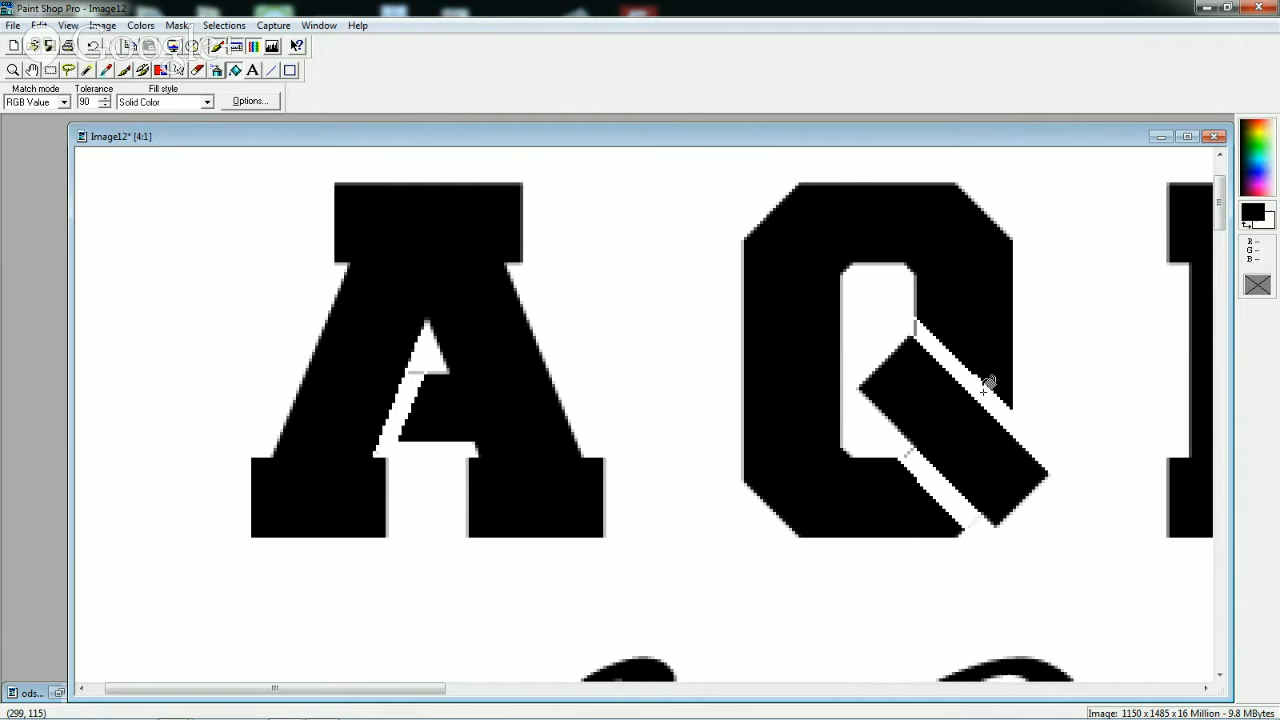 Paint Shop Pro - Image12
File Edit View Image Colors Mask Selections Capture Window Help
Google
Match mode Tolerance Fill style
RGB Value 90 Solid Color Options...
Image12* [4:1]
R --
G --
B --
A Q
ods...
(299, 115) Image: 1150 x 1485 x 16 Million - 9.8 MBytes